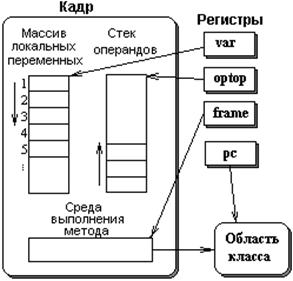 Кадр
Массив
локальных
переменных
Стек
операндов
Регистры
var
optop
frame
pc
1
2
3
4
5
⋮
Среда
выполнения
метода
Область
класса